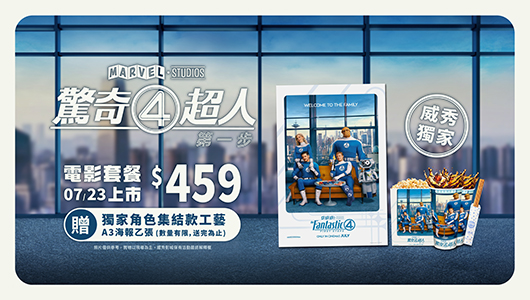 MARVEL STUDIOS
驚奇4超人
第一步
電影套餐
07/23上市
$459
贈
獨家角色集結款工藝
A3海報乙張 (數量有限,送完為止)
威秀
獨家
WELCOME TO THE FAMILY
Fantastic 4